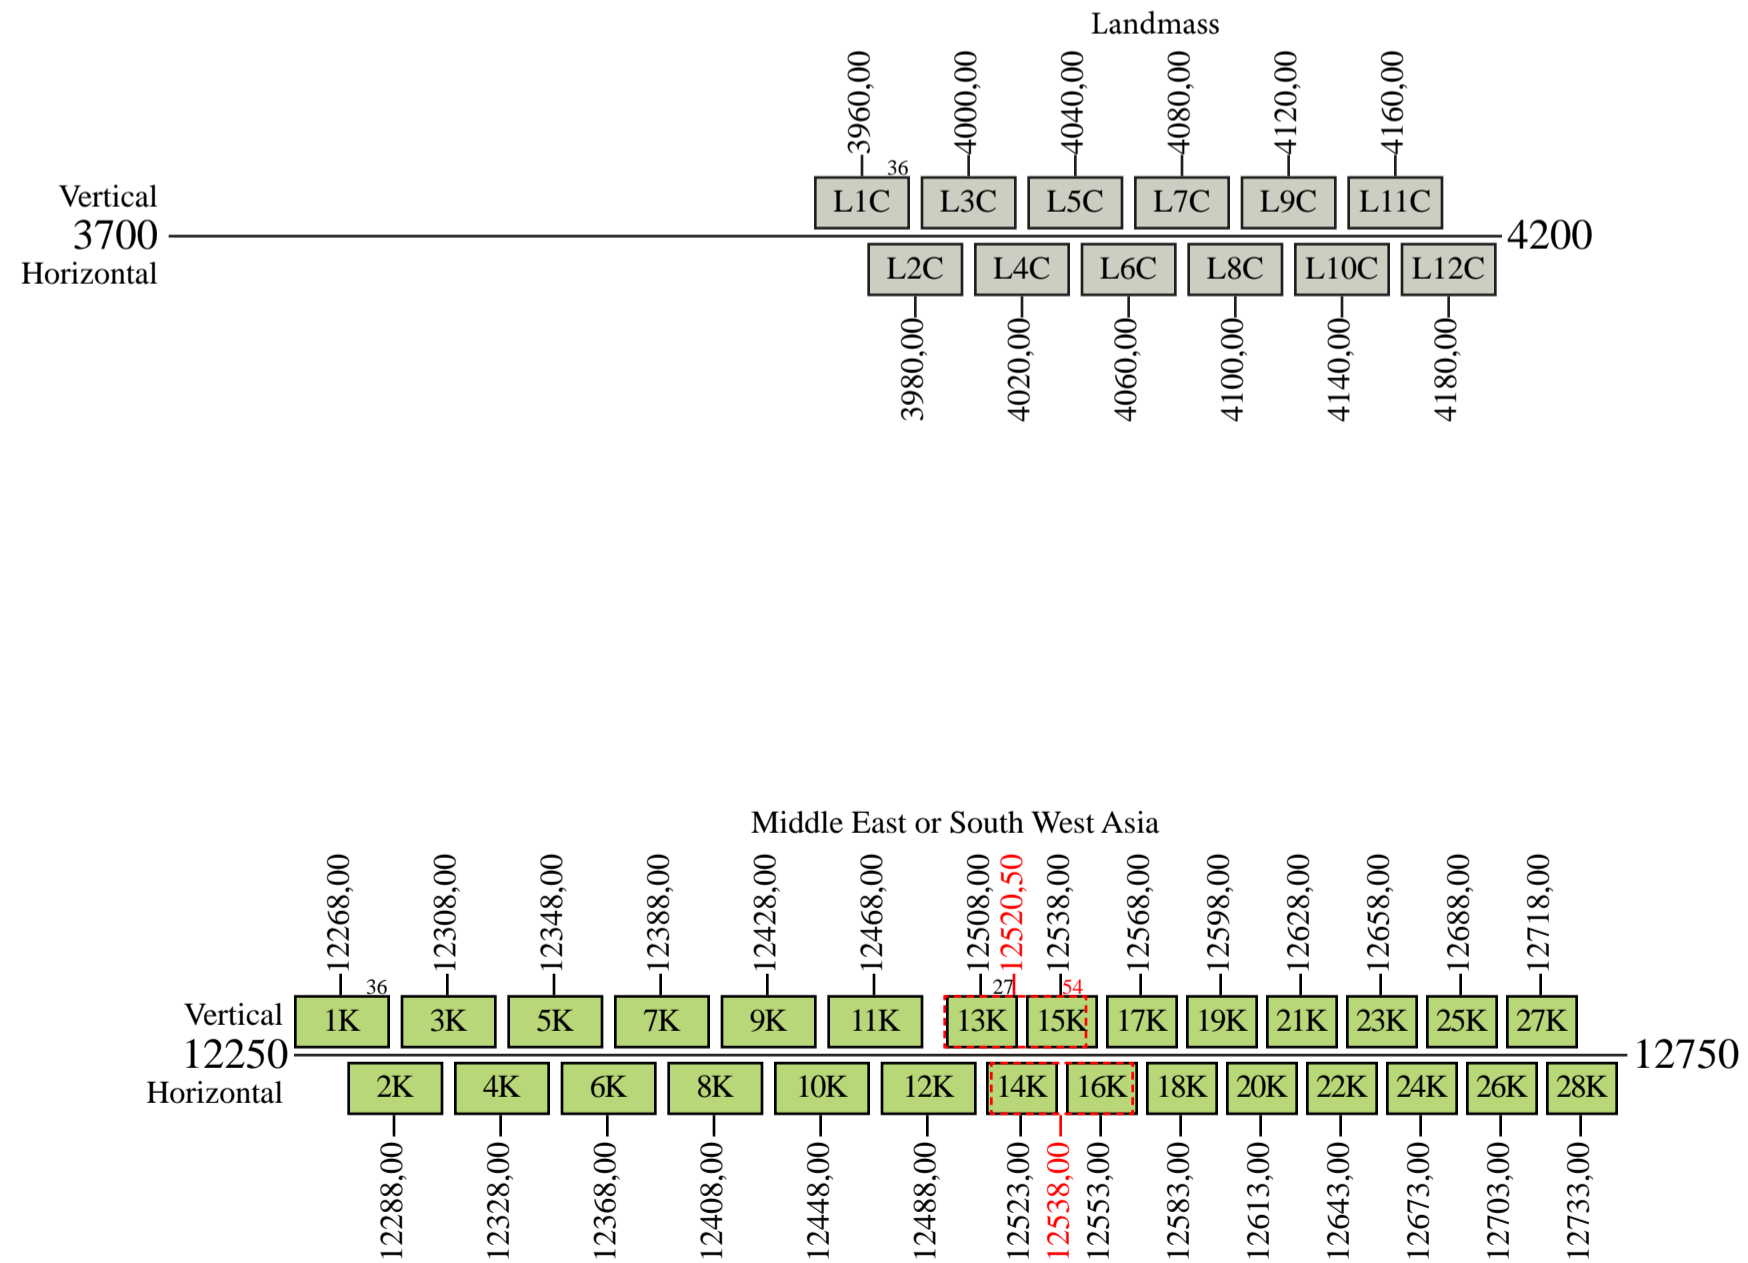 Landmass
3960,00 4000,00 4040,00 4080,00 4120,00 4160,00
36
Vertical L1C L3C L5C L7C L9C L11C
3700 4200
Horizontal L2C L4C L6C L8C L10C L12C
3980,00 4020,00 4060,00 4100,00 4140,00 4180,00
Middle East or South West Asia
12268,00 12308,00 12348,00 12388,00 12428,00 12468,00 12508,00 12520,50 12538,00 12568,00 12598,00 12628,00 12658,00 12688,00 12718,00
36 27 54
Vertical 1K 3K 5K 7K 9K 11K 13K 15K 17K 19K 21K 23K 25K 27K
12250 12750
Horizontal 2K 4K 6K 8K 10K 12K 14K 16K 18K 20K 22K 24K 26K 28K
12288,00 12328,00 12368,00 12408,00 12448,00 12488,00 12523,00 12538,00 12553,00 12583,00 12613,00 12643,00 12673,00 12703,00 12733,00